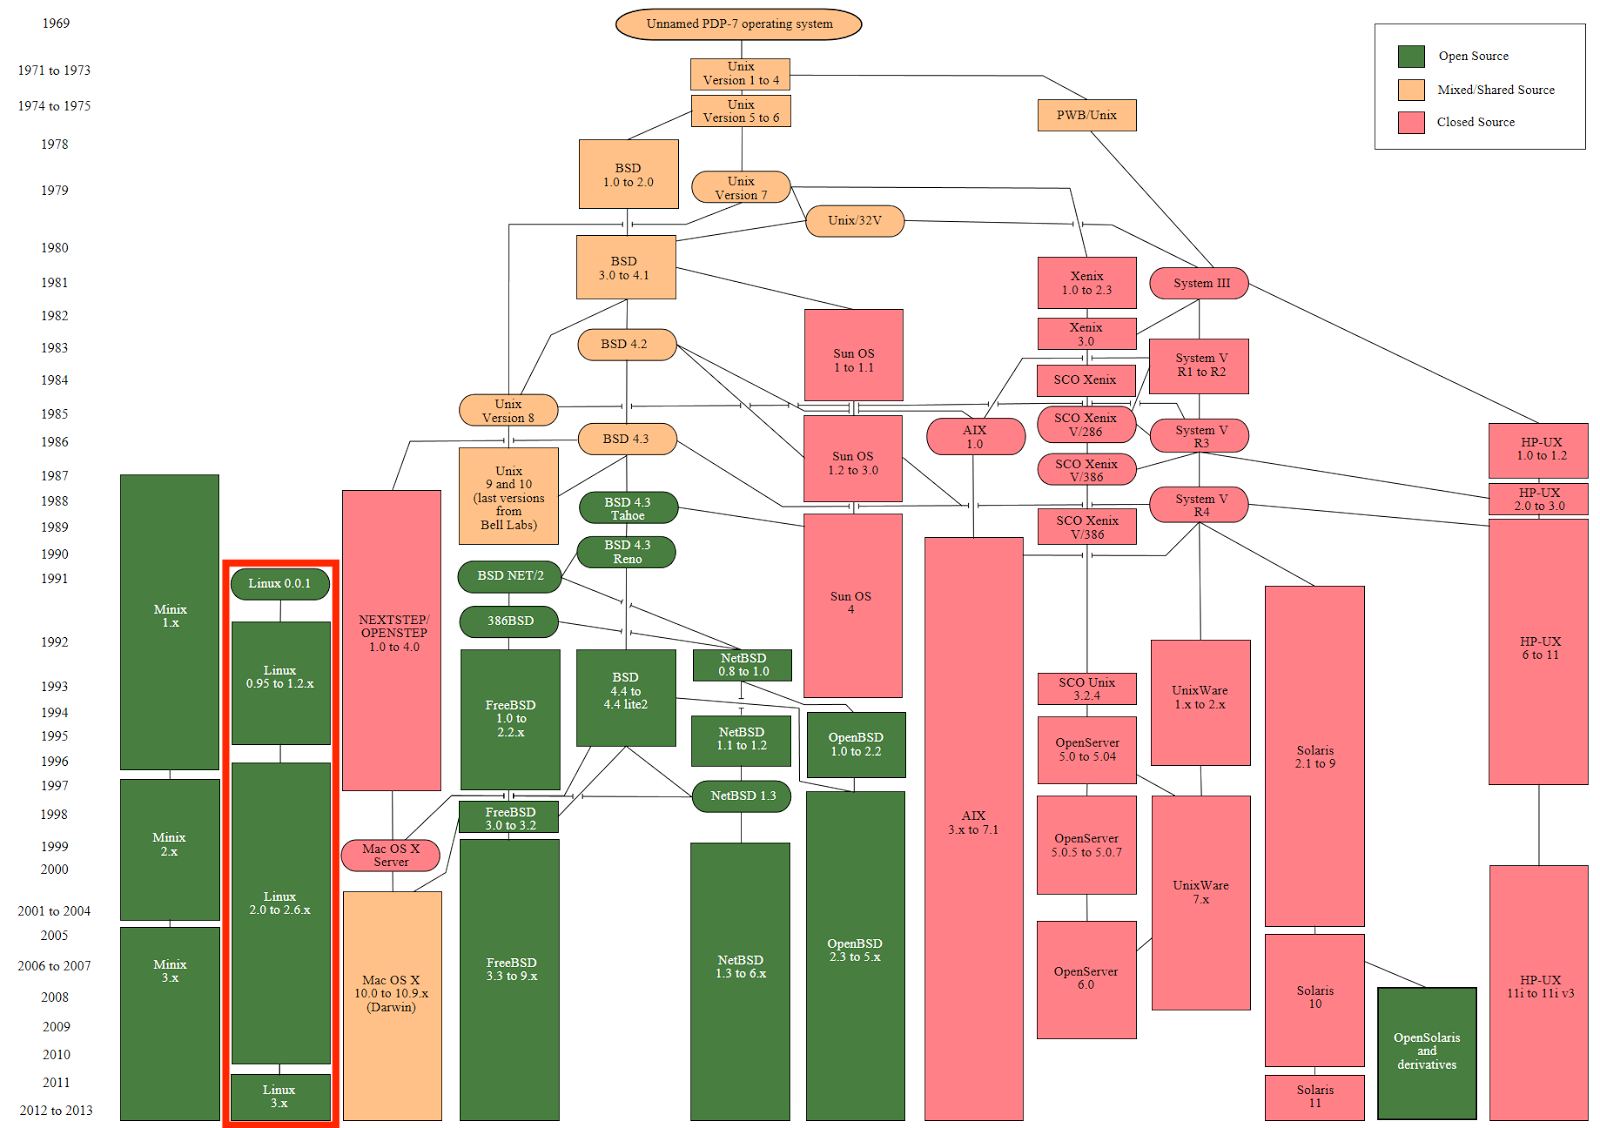 1969
1971 to 1973
1974 to 1975
1978
1979
1980
1981
1982
1983
1984
1985
1986
1987
1988
1989
1990
1991
1992
1993
1994
1995
1996
1997
1998
1999
2000
2001 to 2004
2005
2006 to 2007
2008
2009
2010
2011
2012 to 2013
Open Source
Mixed/Shared Source
Closed Source
Unnamed PDP-7 operating system
Unix
Version 1 to 4
Unix
Version 5 to 6
PWB/Unix
BSD
1.0 to 2.0
Unix
Version 7
Unix/32V
BSD
3.0 to 4.1
Xenix
1.0 to 2.3
System III
Sun OS
1 to 1.1
Xenix
3.0
BSD 4.2
System V
R1 to R2
SCO Xenix
Unix
Version 8
SCO Xenix
V/286
AIX
1.0
System V
R3
BSD 4.3
HP-UX
1.0 to 1.2
Unix
9 and 10
(last versions
from
Bell Labs)
Sun OS
1.2 to 3.0
SCO Xenix
V/386
HP-UX
2.0 to 3.0
BSD 4.3
Tahoe
System V
R4
SCO Xenix
V/386
BSD 4.3
Reno
BSD NET/2
Linux 0.0.1
Minix
1.x
NEXTSTEP/
OPENSTEP
1.0 to 4.0
386BSD
Sun OS
4
HP-UX
6 to 11
Linux
0.95 to 1.2.x
NetBSD
0.8 to 1.0
BSD
4.4 to
4.4 lite2
SCO Unix
3.2.4
UnixWare
1.x to 2.x
FreeBSD
1.0 to
2.2.x
NetBSD
1.1 to 1.2
OpenBSD
1.0 to 2.2
OpenServer
5.0 to 5.04
Solaris
2.1 to 9
NetBSD 1.3
FreeBSD
3.0 to 3.2
AIX
3.x to 7.1
Minix
2.x
Mac OS X
Server
OpenServer
5.0.5 to 5.0.7
UnixWare
7.x
Linux
2.0 to 2.6.x
Minix
3.x
Mac OS X
10.0 to 10.9.x
(Darwin)
FreeBSD
3.3 to 9.x
NetBSD
1.3 to 6.x
OpenBSD
2.3 to 5.x
OpenServer
6.0
Solaris
10
HP-UX
11i to 11i v3
OpenSolaris
and
derivatives
Linux
3.x
Solaris
11